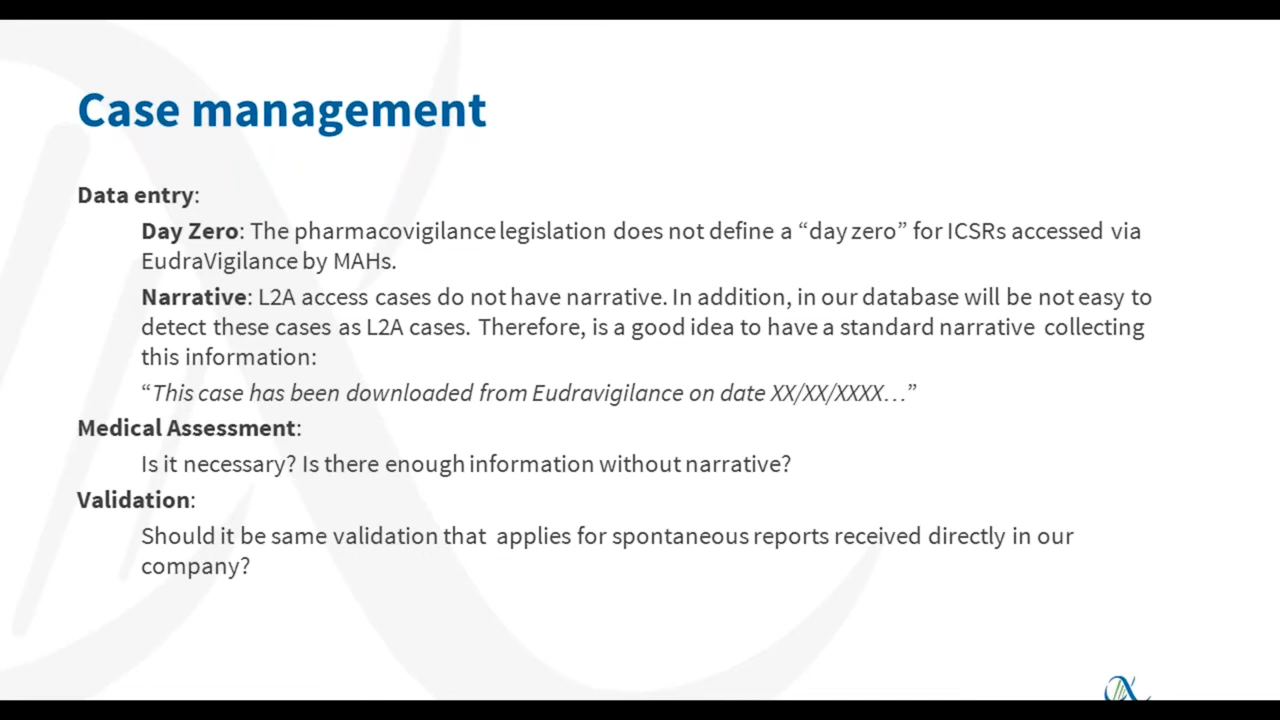 Case management
Data entry:
Day Zero: The pharmacovigilance legislation does not define a “day zero” for ICSRs accessed via
EudraVigilance by MAHs.
Narrative: L2A access cases do not have narrative. In addition, in our database will be not easy to
detect these cases as L2A cases. Therefore, is a good idea to have a standard narrative collecting
this information:
“This case has been downloaded from Eudravigilance on date XX/XX/XXXX…”
Medical Assessment:
Is it necessary? Is there enough information without narrative?
Validation:
Should it be same validation that applies for spontaneous reports received directly in our
company?